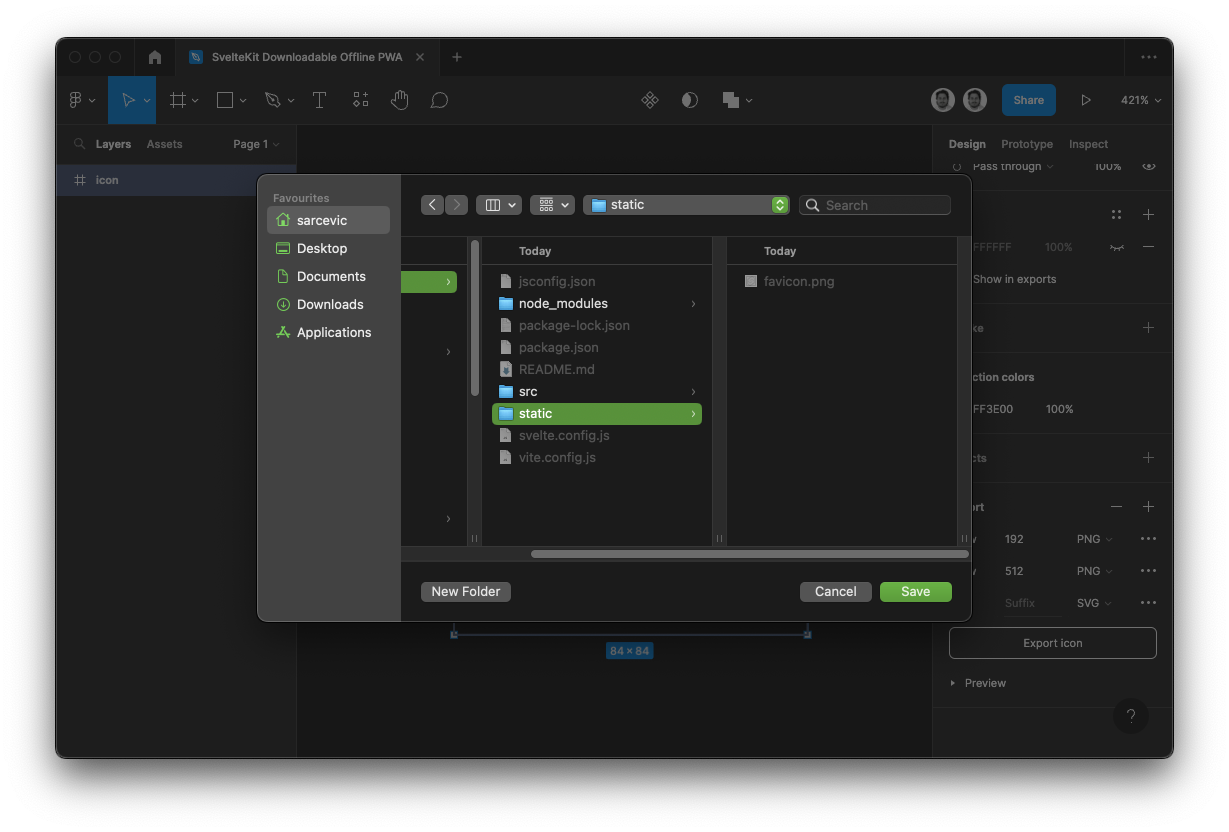 SvelteKit Downloadable Offline PWA
Share
421%
Layers
Assets
Page 1
icon
Design
Prototype
Inspect
Pass through
100%
FFFFFF
100%
Show in exports
ke
ction colors
FF3E00
100%
cts
ort
192
PNG
512
PNG
Suffix
SVG
Export icon
Preview
?
84 × 84
Favourites
sarcevic
Desktop
Documents
Downloads
Applications
static
Search
Today
jsconfig.json
node_modules
package-lock.json
package.json
README.md
src
static
svelte.config.js
vite.config.js
Today
favicon.png
New Folder
Cancel
Save